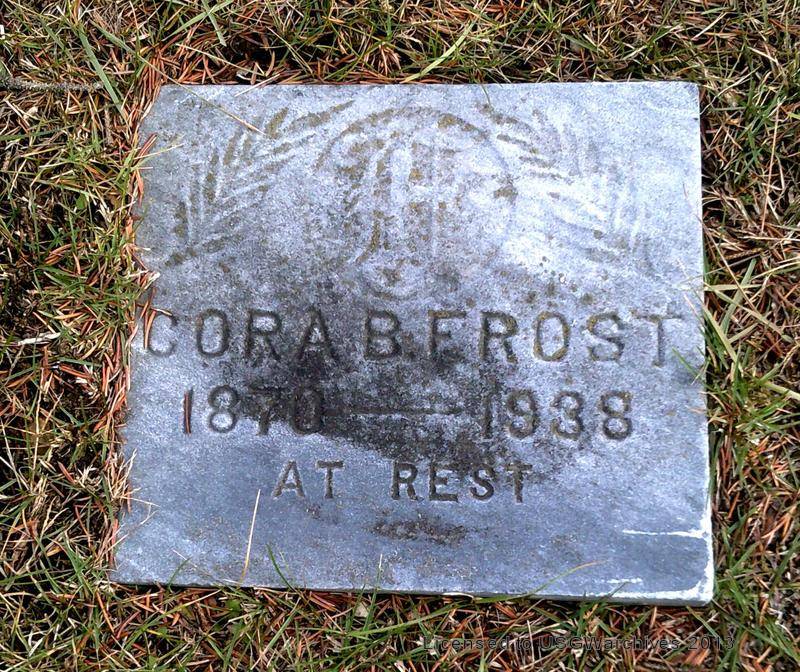 CORA B. FROST
1870 — 1938
AT REST
Licensed to USGWarchives 2013